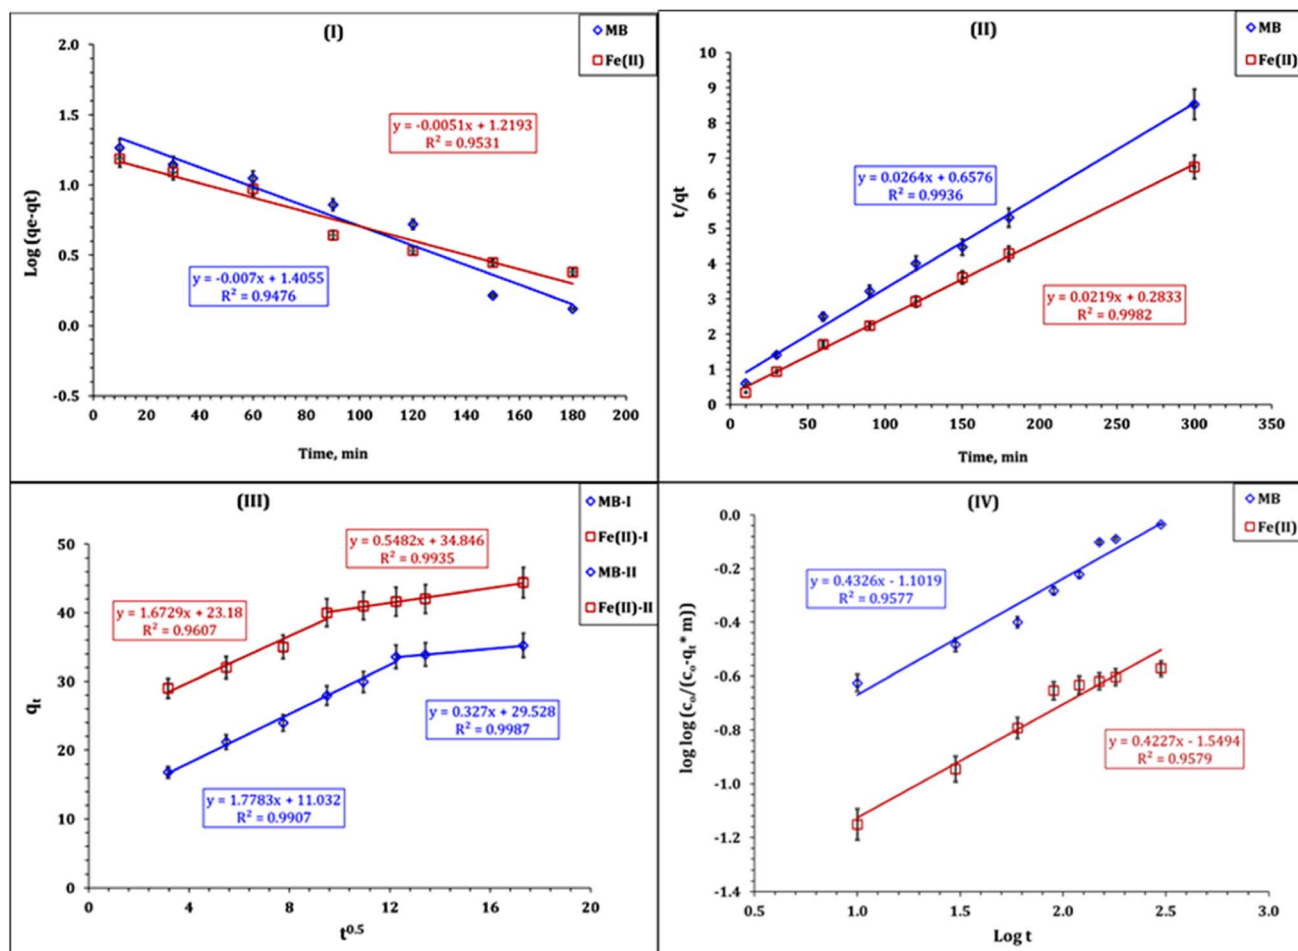 (I)
MB
Fe(II)
2.0
1.5
1.0
0.5
0.0
-0.5
Log (qe-qt)
y = -0.0051x + 1.2193
R² = 0.9531
y = -0.007x + 1.4055
R² = 0.9476
0 20 40 60 80 100 120 140 160 180 200
Time, min
(II)
MB
Fe(II)
10
9
8
7
6
5
4
3
2
1
0
t/qt
y = 0.0264x + 0.6576
R² = 0.9936
y = 0.0219x + 0.2833
R² = 0.9982
0 50 100 150 200 250 300 350
Time, min
(III)
MB-I
Fe(II)-I
MB-II
Fe(II)-II
50
40
30
20
10
0
qt
y = 0.5482x + 34.846
R² = 0.9935
y = 1.6729x + 23.18
R² = 0.9607
y = 0.327x + 29.528
R² = 0.9987
y = 1.7783x + 11.032
R² = 0.9907
0 4 8 12 16 20
t^0.5
(IV)
MB
Fe(II)
0.0
-0.2
-0.4
-0.6
-0.8
-1.0
-1.2
-1.4
log log (c₀/(c₀-qt * m))
y = 0.4326x - 1.1019
R² = 0.9577
y = 0.4227x - 1.5494
R² = 0.9579
0.5 1.0 1.5 2.0 2.5 3.0
Log t